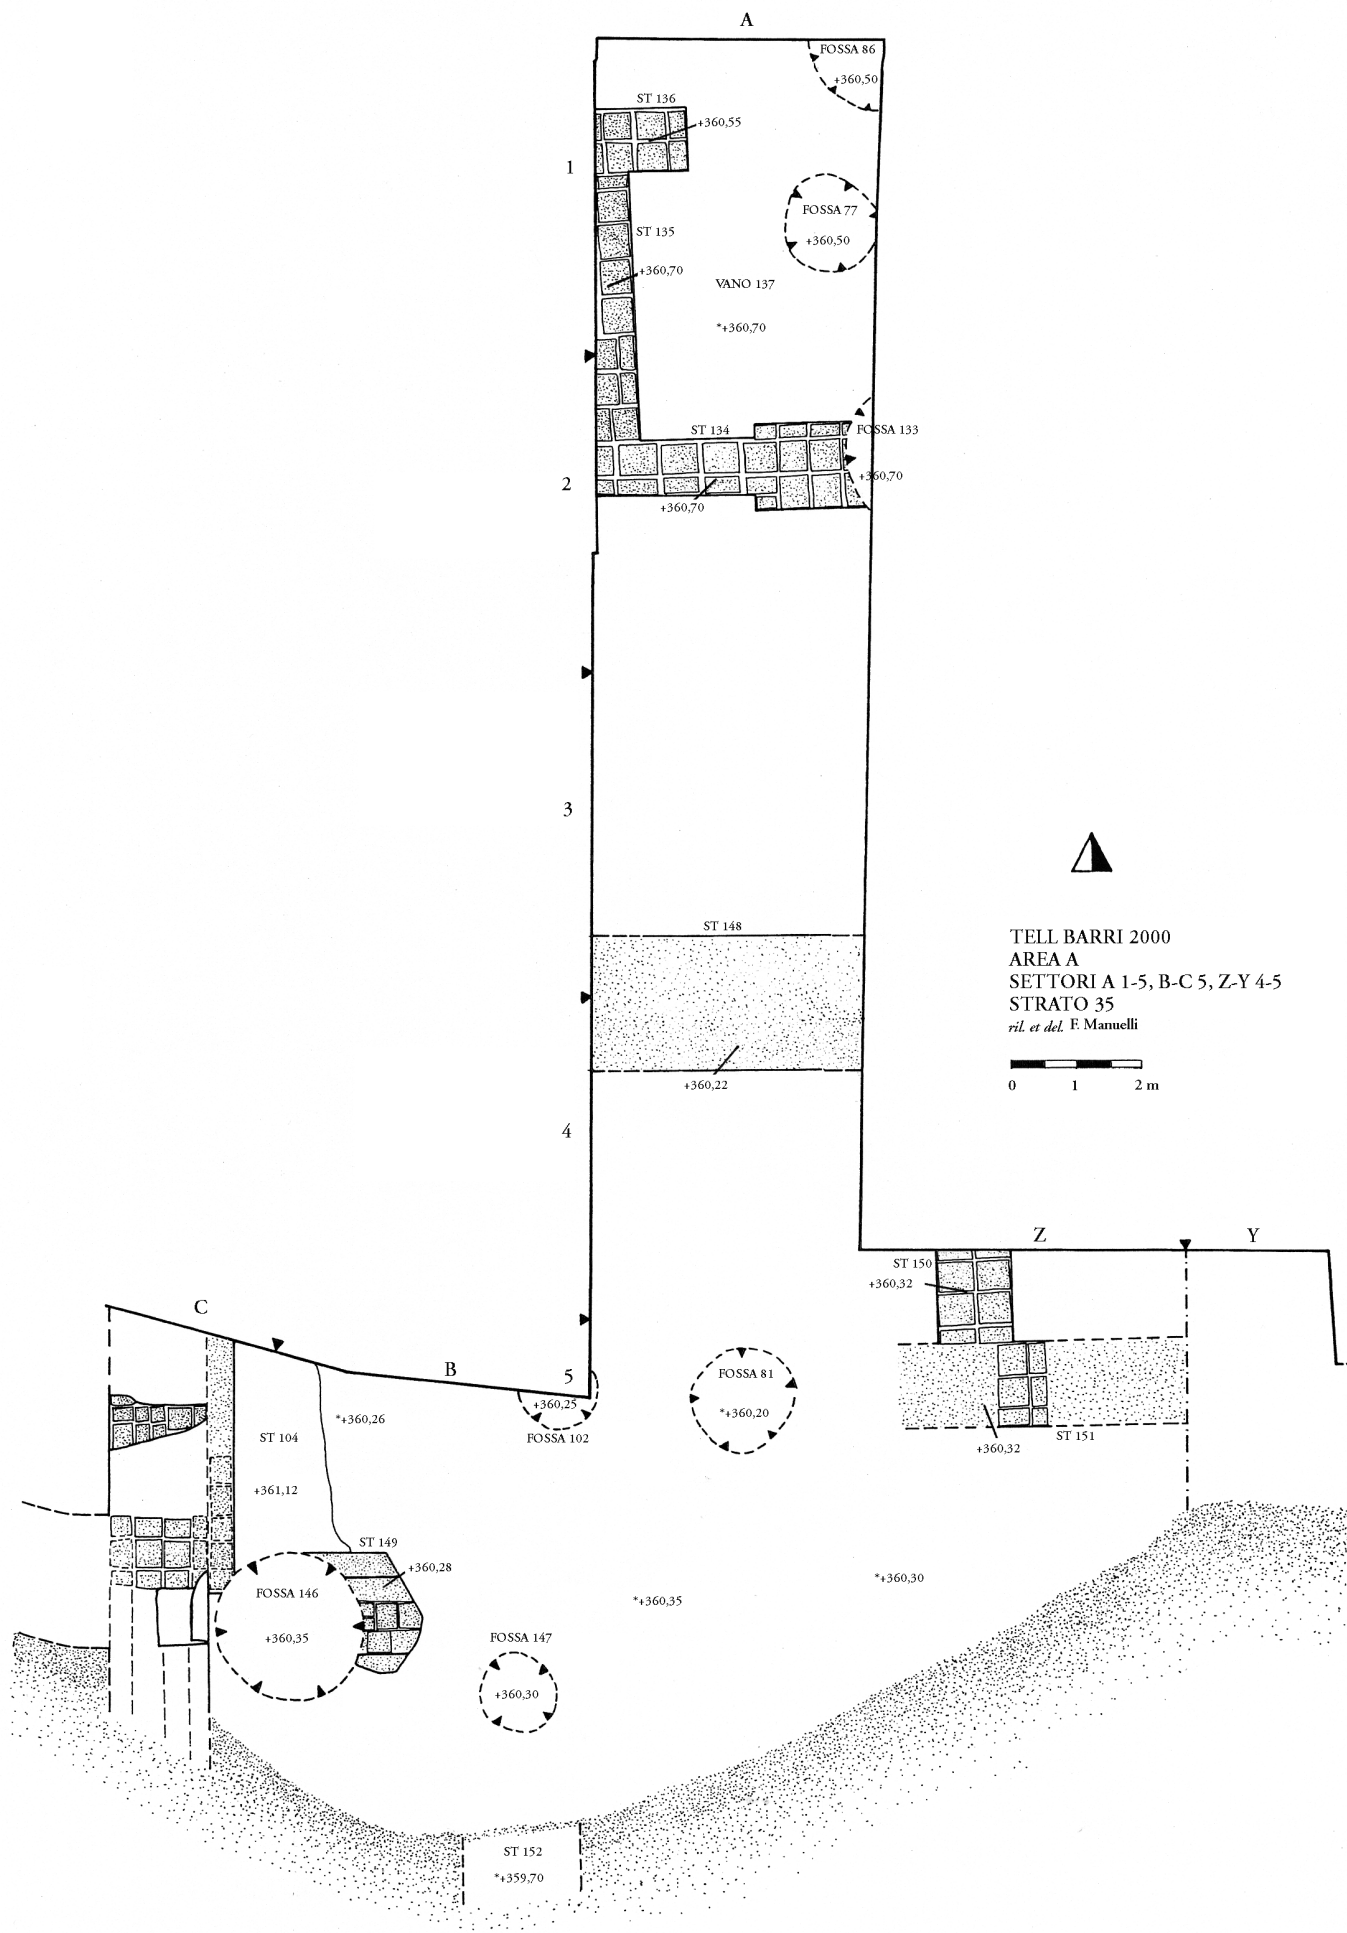 A
FOSSA 86
+360,50
ST 136
+360,55
1
FOSSA 77
+360,50
ST 135
+360,70
VANO 137
*+360,70
ST 134
FOSSA 133
+360,70
2
+360,70
3
ST 148
TELL BARRI 2000
AREA A
SETTORI A 1-5, B-C 5, Z-Y 4-5
STRATO 35
ril. et del. F. Manuelli
0 1 2 m
+360,22
4
Z
Y
ST 150
+360,32
C
B
5
+360,25
FOSSA 102
FOSSA 81
*+360,20
*+360,26
ST 104
+361,12
ST 151
+360,32
ST 149
+360,28
FOSSA 146
+360,35
*+360,35
*+360,30
FOSSA 147
+360,30
ST 152
*+359,70